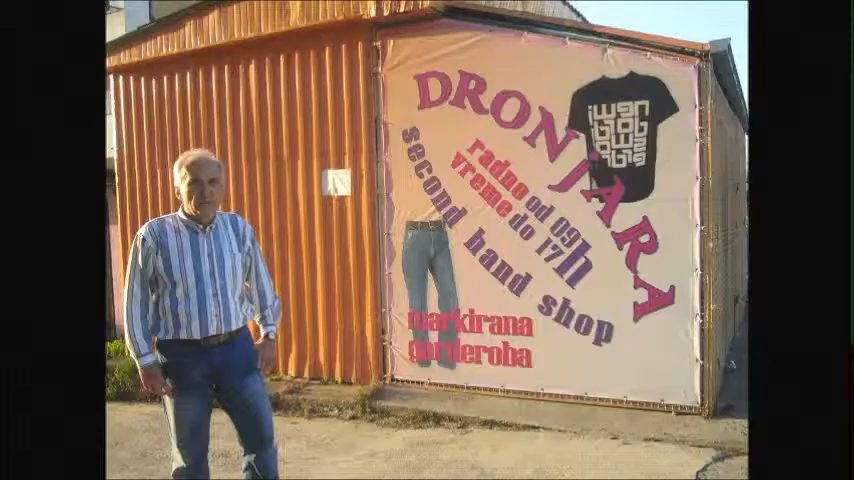 DRONJARA
radno od 09h
vreme do 17h
second hand shop
markirana
garderoba